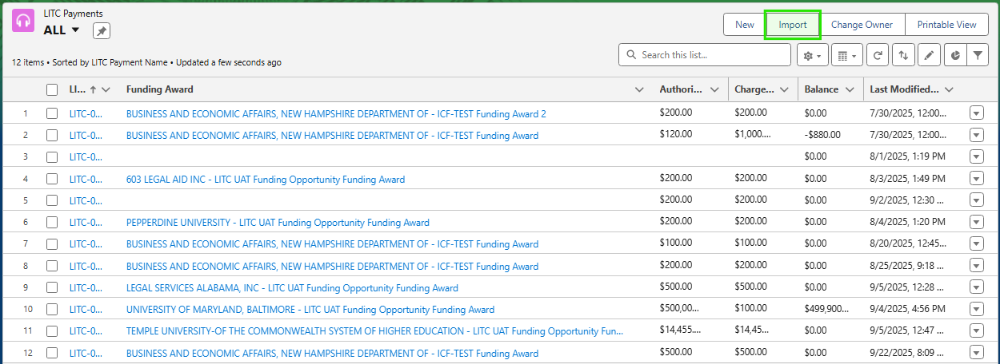 LITC Payments
ALL
New Import Change Owner Printable View
12 items • Sorted by LITC Payment Name • Updated a few seconds ago
Search this list...
LI... Funding Award Authori... Charge... Balance Last Modified...
1 LITC-0... BUSINESS AND ECONOMIC AFFAIRS, NEW HAMPSHIRE DEPARTMENT OF - ICF-TEST Funding Award 2 $200.00 $200.00 $0.00 7/30/2025, 12:00...
2 LITC-0... BUSINESS AND ECONOMIC AFFAIRS, NEW HAMPSHIRE DEPARTMENT OF - ICF-TEST Funding Award $120.00 $1,000.... -$880.00 7/30/2025, 12:00...
3 LITC-0... $0.00 8/1/2025, 1:19 PM
4 LITC-0... 603 LEGAL AID INC - LITC UAT Funding Opportunity Funding Award $200.00 $200.00 $0.00 8/3/2025, 1:49 PM
5 LITC-0... $200.00 $200.00 $0.00 9/2/2025, 12:30 ...
6 LITC-0... PEPPERDINE UNIVERSITY - LITC UAT Funding Opportunity Funding Award $200.00 $200.00 $0.00 8/4/2025, 1:20 PM
7 LITC-0... BUSINESS AND ECONOMIC AFFAIRS, NEW HAMPSHIRE DEPARTMENT OF - ICF-TEST Funding Award $100.00 $100.00 $0.00 8/20/2025, 12:45...
8 LITC-0... BUSINESS AND ECONOMIC AFFAIRS, NEW HAMPSHIRE DEPARTMENT OF - ICF-TEST Funding Award $200.00 $200.00 $0.00 8/25/2025, 9:18 ...
9 LITC-0... LEGAL SERVICES ALABAMA, INC - LITC UAT Funding Opportunity Funding Award $500.00 $500.00 $0.00 9/5/2025, 12:28 ...
10 LITC-0... UNIVERSITY OF MARYLAND, BALTIMORE - LITC UAT Funding Opportunity Funding Award $500,00... $100.00 $499,900... 9/4/2025, 4:56 PM
11 LITC-0... TEMPLE UNIVERSITY-OF THE COMMONWEALTH SYSTEM OF HIGHER EDUCATION - LITC UAT Funding Opportunity Fun... $14,455.... $14,45... $0.00 9/5/2025, 12:47 ...
12 LITC-0... BUSINESS AND ECONOMIC AFFAIRS, NEW HAMPSHIRE DEPARTMENT OF - ICF-TEST Funding Award $500.00 $500.00 $0.00 9/22/2025, 8:09 ...